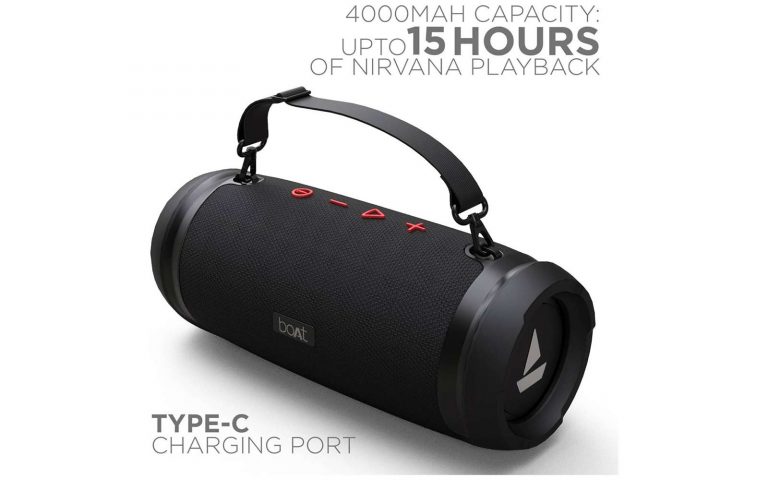 4000MAH CAPACITY:
UPTO 15 HOURS
OF NIRVANA PLAYBACK
boAt
TYPE-C
CHARGING PORT